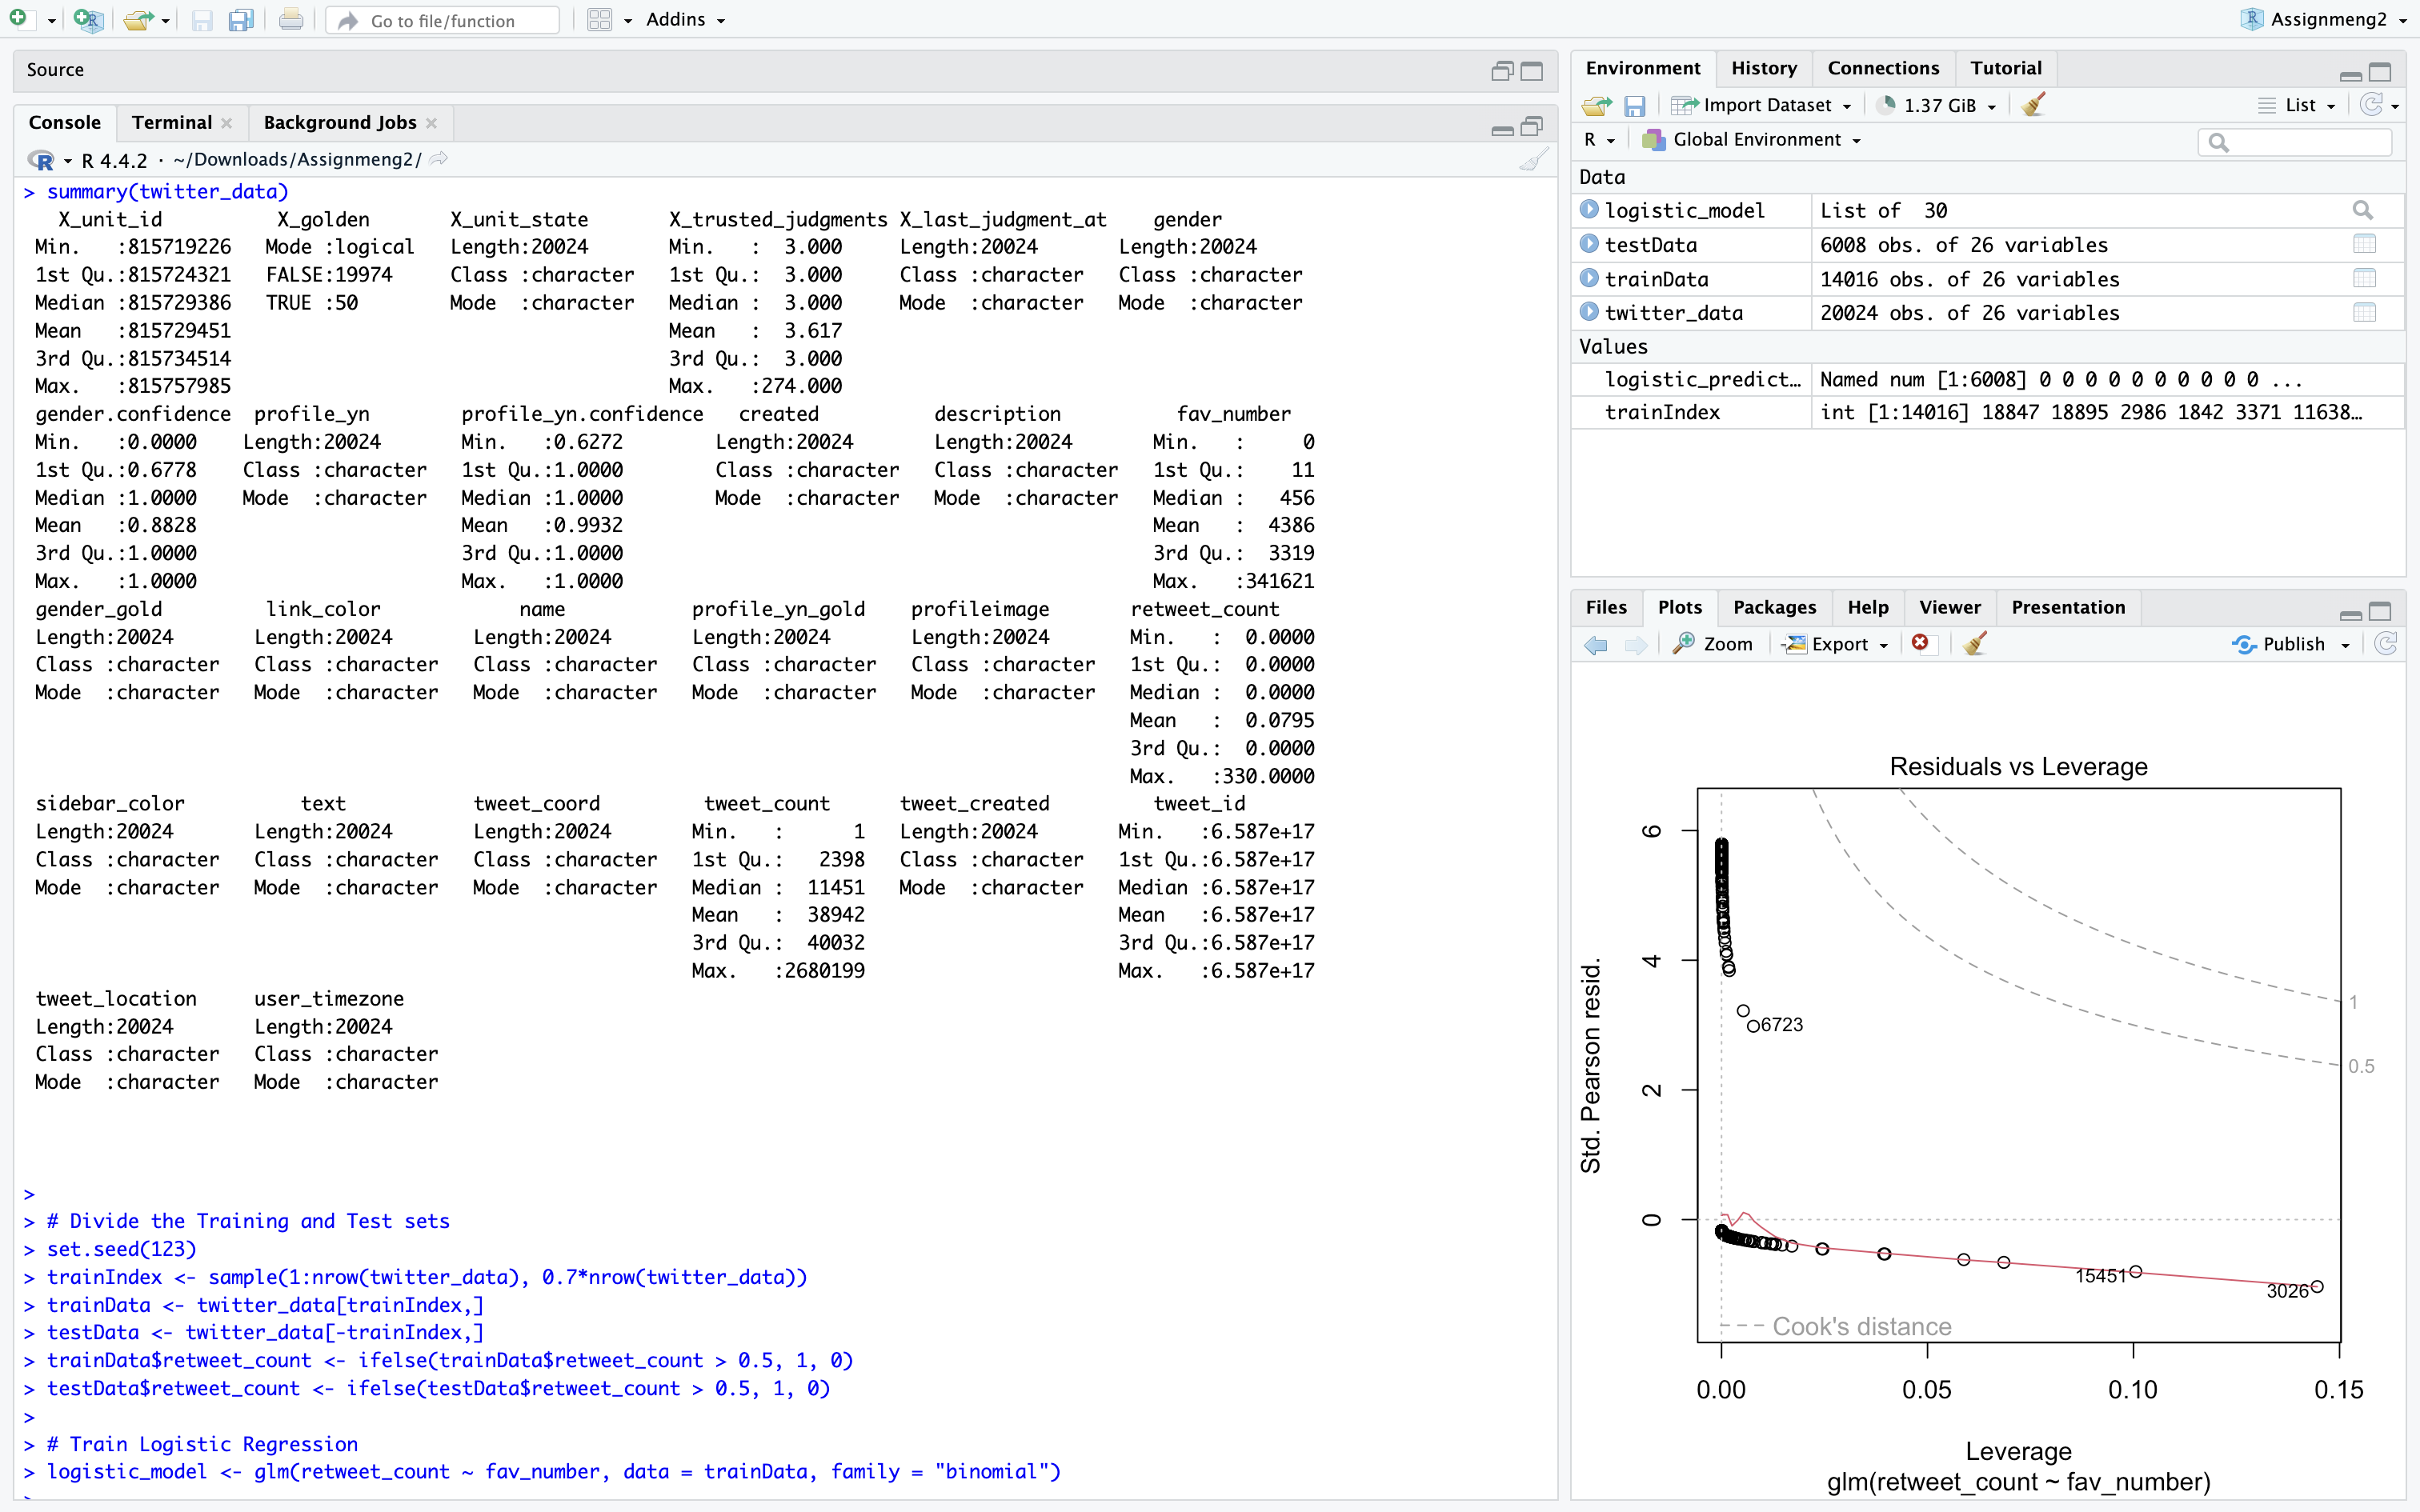 Go to file/function
Addins
Assignmeng2
Source
Console Terminal Background Jobs
R R 4.4.2 · ~/Downloads/Assignmeng2/
> summary(twitter_data)
X_unit_id X_golden X_unit_state X_trusted_judgments X_last_judgment_at gender
Min. :815719226 Mode :logical Length:20024 Min. : 3.000 Length:20024 Length:20024
1st Qu.:815724321 FALSE:19974 Class :character 1st Qu.: 3.000 Class :character Class :character
Median :815729386 TRUE :50 Mode :character Median : 3.000 Mode :character Mode :character
Mean :815729451 Mean : 3.617
3rd Qu.:815734514 3rd Qu.: 3.000
Max. :815757985 Max. :274.000
gender.confidence profile_yn profile_yn.confidence created description fav_number
Min. :0.0000 Length:20024 Min. :0.6272 Length:20024 Length:20024 Min. : 0
1st Qu.:0.6778 Class :character 1st Qu.:1.0000 Class :character Class :character 1st Qu.: 11
Median :1.0000 Mode :character Median :1.0000 Mode :character Mode :character Median : 456
Mean :0.8828 Mean :0.9932 Mean : 4386
3rd Qu.:1.0000 3rd Qu.:1.0000 3rd Qu.: 3319
Max. :1.0000 Max. :1.0000 Max. :341621
gender_gold link_color name profile_yn_gold profileimage retweet_count
Length:20024 Length:20024 Length:20024 Length:20024 Length:20024 Min. : 0.0000
Class :character Class :character Class :character Class :character Class :character 1st Qu.: 0.0000
Mode :character Mode :character Mode :character Mode :character Mode :character Median : 0.0000
Mean : 0.0795
3rd Qu.: 0.0000
Max. :330.0000
sidebar_color text tweet_coord tweet_count tweet_created tweet_id
Length:20024 Length:20024 Length:20024 Min. : 1 Length:20024 Min. :6.587e+17
Class :character Class :character Class :character 1st Qu.: 2398 Class :character 1st Qu.:6.587e+17
Mode :character Mode :character Mode :character Median : 11451 Mode :character Median :6.587e+17
Mean : 38942 Mean :6.587e+17
3rd Qu.: 40032 3rd Qu.:6.587e+17
Max. :2680199 Max. :6.587e+17
tweet_location user_timezone
Length:20024 Length:20024
Class :character Class :character
Mode :character Mode :character
>
> # Divide the Training and Test sets
> set.seed(123)
> trainIndex <- sample(1:nrow(twitter_data), 0.7*nrow(twitter_data))
> trainData <- twitter_data[trainIndex,]
> testData <- twitter_data[-trainIndex,]
> trainData$retweet_count <- ifelse(trainData$retweet_count > 0.5, 1, 0)
> testData$retweet_count <- ifelse(testData$retweet_count > 0.5, 1, 0)
>
> # Train Logistic Regression
> logistic_model <- glm(retweet_count ~ fav_number, data = trainData, family = "binomial")
Environment History Connections Tutorial
Import Dataset 1.37 GiB List
R Global Environment
Data
logistic_model List of 30
testData 6008 obs. of 26 variables
trainData 14016 obs. of 26 variables
twitter_data 20024 obs. of 26 variables
Values
logistic_predict… Named num [1:6008] 0 0 0 0 0 0 0 0 0 0 ...
trainIndex int [1:14016] 18847 18895 2986 1842 3371 11638…
Files Plots Packages Help Viewer Presentation
Zoom Export Publish
Residuals vs Leverage
Std. Pearson resid.
6
4
2
0
1
0.5
6723
15451
3026
Cook's distance
0.00 0.05 0.10 0.15
Leverage
glm(retweet_count ~ fav_number)